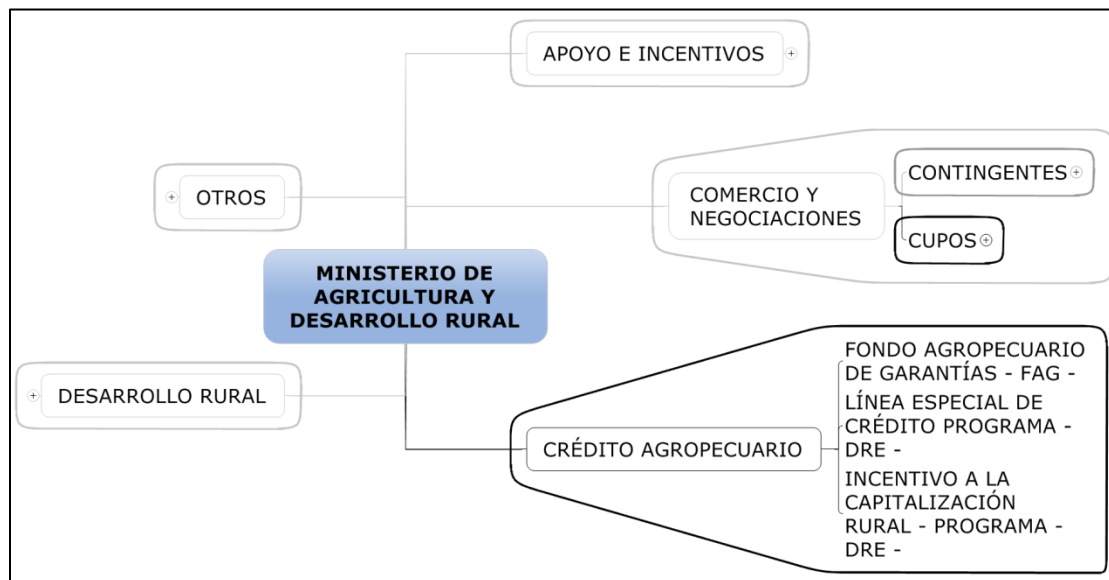 APOYO E INCENTIVOS
OTROS
COMERCIO Y
NEGOCIACIONES
CONTINGENTES
CUPOS
MINISTERIO DE
AGRICULTURA Y
DESARROLLO RURAL
DESARROLLO RURAL
CRÉDITO AGROPECUARIO
FONDO AGROPECUARIO
DE GARANTÍAS - FAG -
LÍNEA ESPECIAL DE
CRÉDITO PROGRAMA -
DRE -
INCENTIVO A LA
CAPITALIZACIÓN
RURAL - PROGRAMA -
DRE -